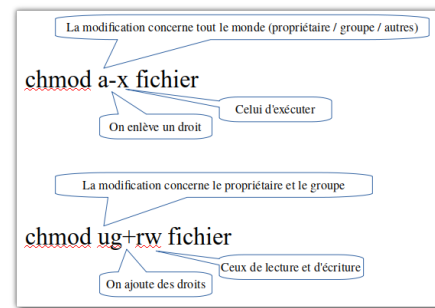 La modification concerne tout le monde (propriétaire / groupe / autres)
chmod a-x fichier
Celui d'exécuter
On enlève un droit
La modification concerne le propriétaire et le groupe
chmod ug+rw fichier
Ceux de lecture et d'écriture
On ajoute des droits